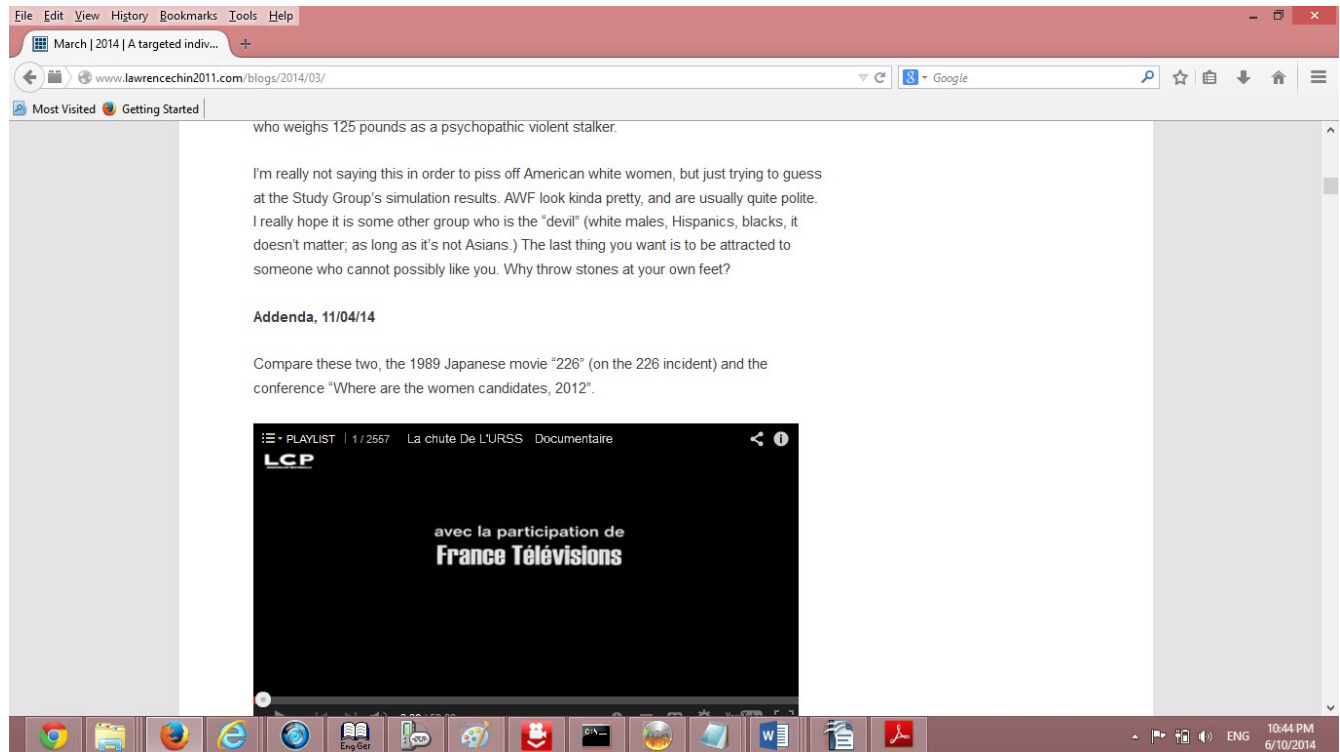 File Edit View History Bookmarks Tools Help
March | 2014 | A targeted indiv...
www.lawrencechin2011.com/blogs/2014/03/
Google
Most Visited Getting Started
who weighs 125 pounds as a psychopathic violent stalker.
I'm really not saying this in order to piss off American white women, but just trying to guess
at the Study Group's simulation results. AWF look kinda pretty, and are usually quite polite.
I really hope it is some other group who is the “devil” (white males, Hispanics, blacks, it
doesn't matter; as long as it's not Asians.) The last thing you want is to be attracted to
someone who cannot possibly like you. Why throw stones at your own feet?
Addenda, 11/04/14
Compare these two, the 1989 Japanese movie “226” (on the 226 incident) and the
conference “Where are the women candidates, 2012”.
PLAYLIST | 1 / 2557 La chute De L'URSS Documentaire
LCP
avec la participation de
France Télévisions
Eng Ger
ENG
10:44 PM
6/10/2014